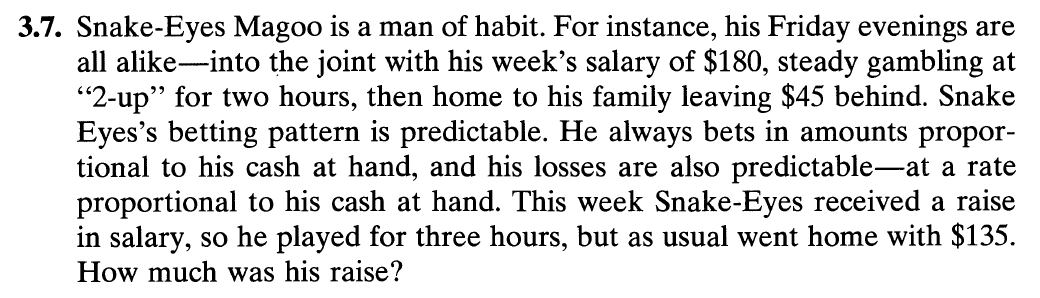 3.7. Snake-Eyes Magoo is a man of habit. For instance, his Friday evenings are
all alike—into the joint with his week's salary of $180, steady gambling at
“2-up” for two hours, then home to his family leaving $45 behind. Snake
Eyes's betting pattern is predictable. He always bets in amounts propor-
tional to his cash at hand, and his losses are also predictable—at a rate
proportional to his cash at hand. This week Snake-Eyes received a raise
in salary, so he played for three hours, but as usual went home with $135.
How much was his raise?